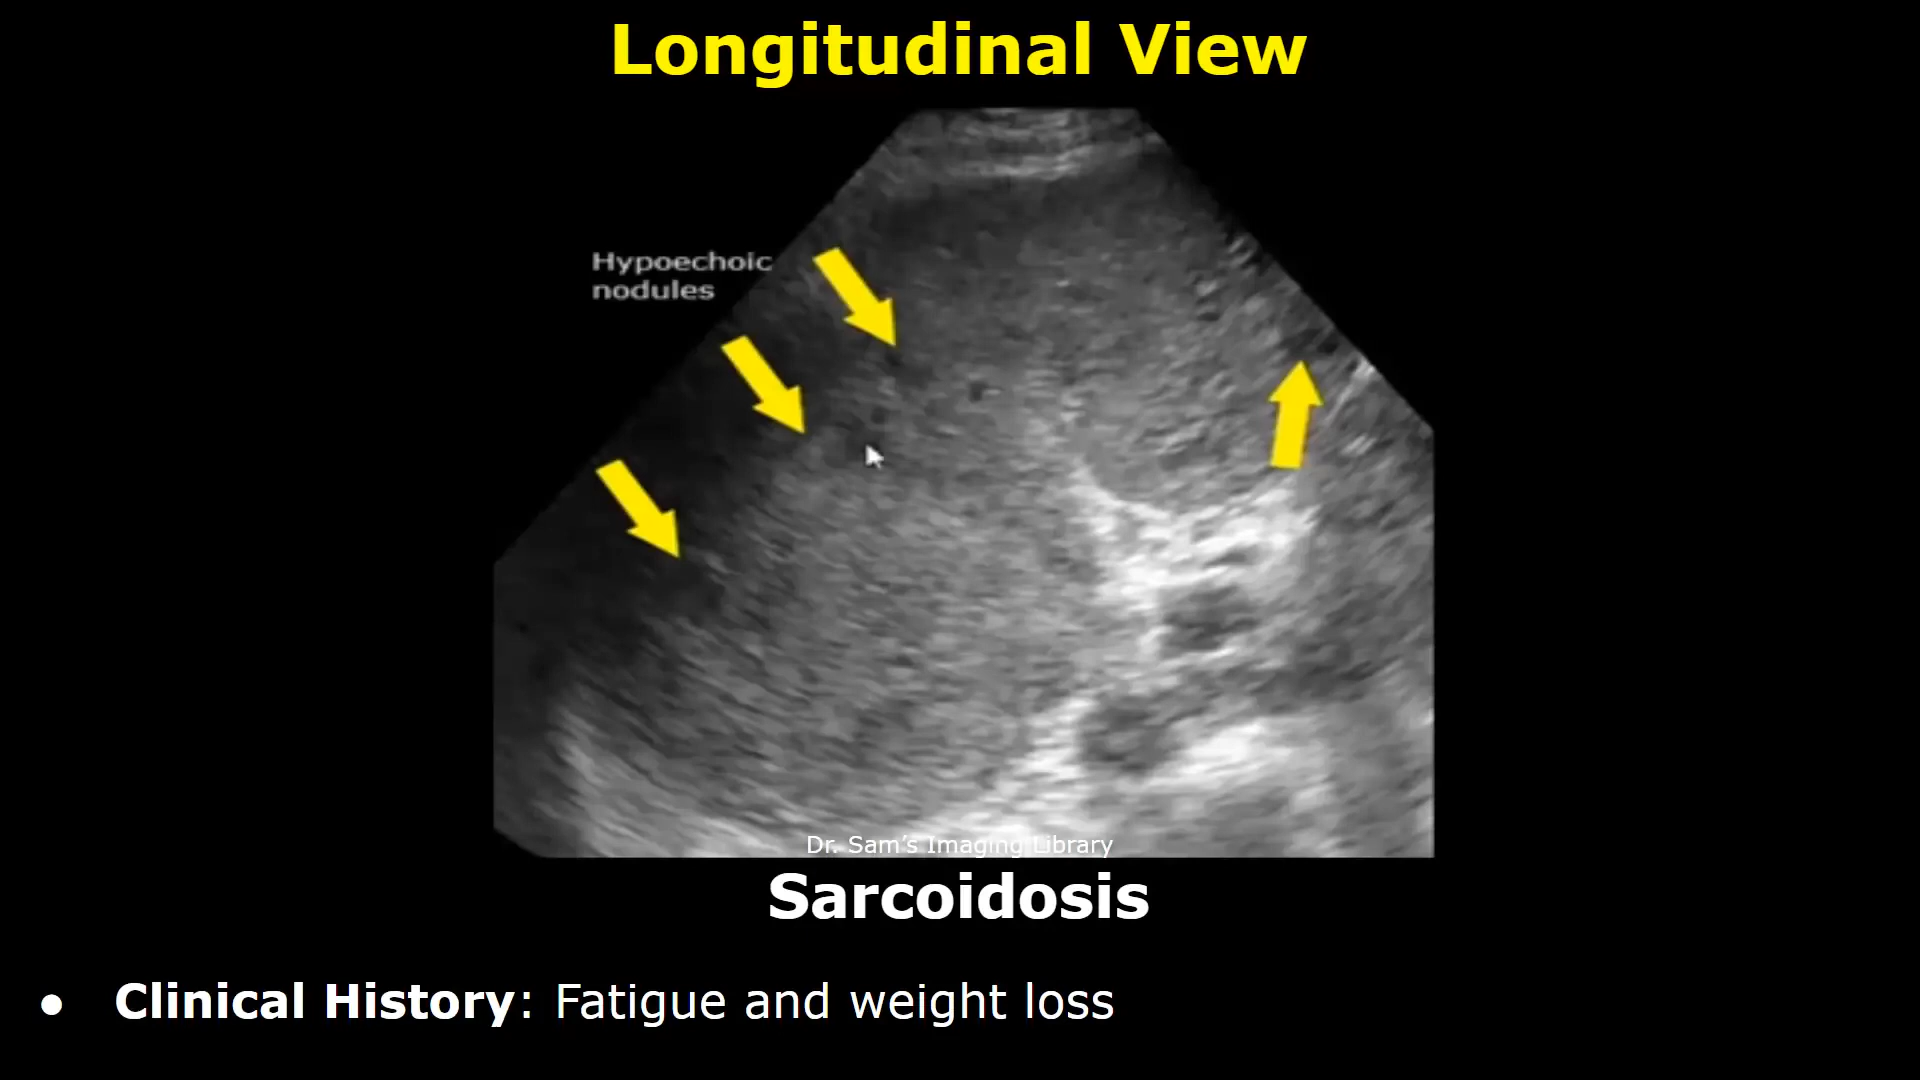 Longitudinal View
Hypoechoic
nodules
Dr. Sam’s Imaging Library
Sarcoidosis
● Clinical History: Fatigue and weight loss